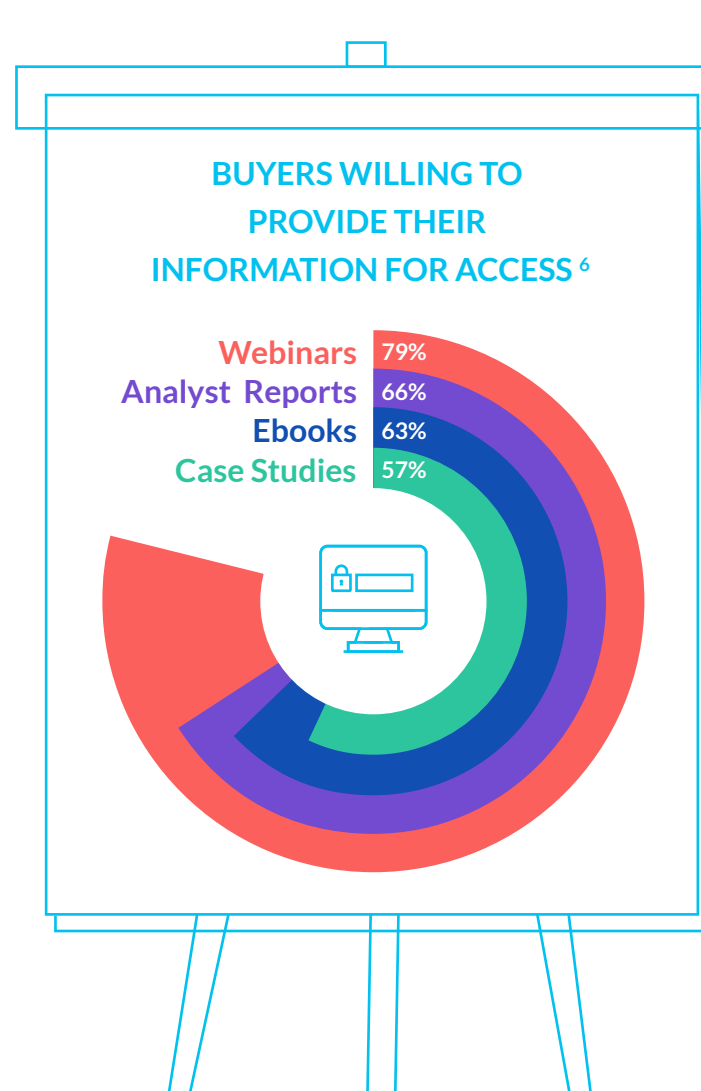 BUYERS WILLING TO
PROVIDE THEIR
INFORMATION FOR ACCESS 6
Webinars 79%
Analyst Reports 66%
Ebooks 63%
Case Studies 57%